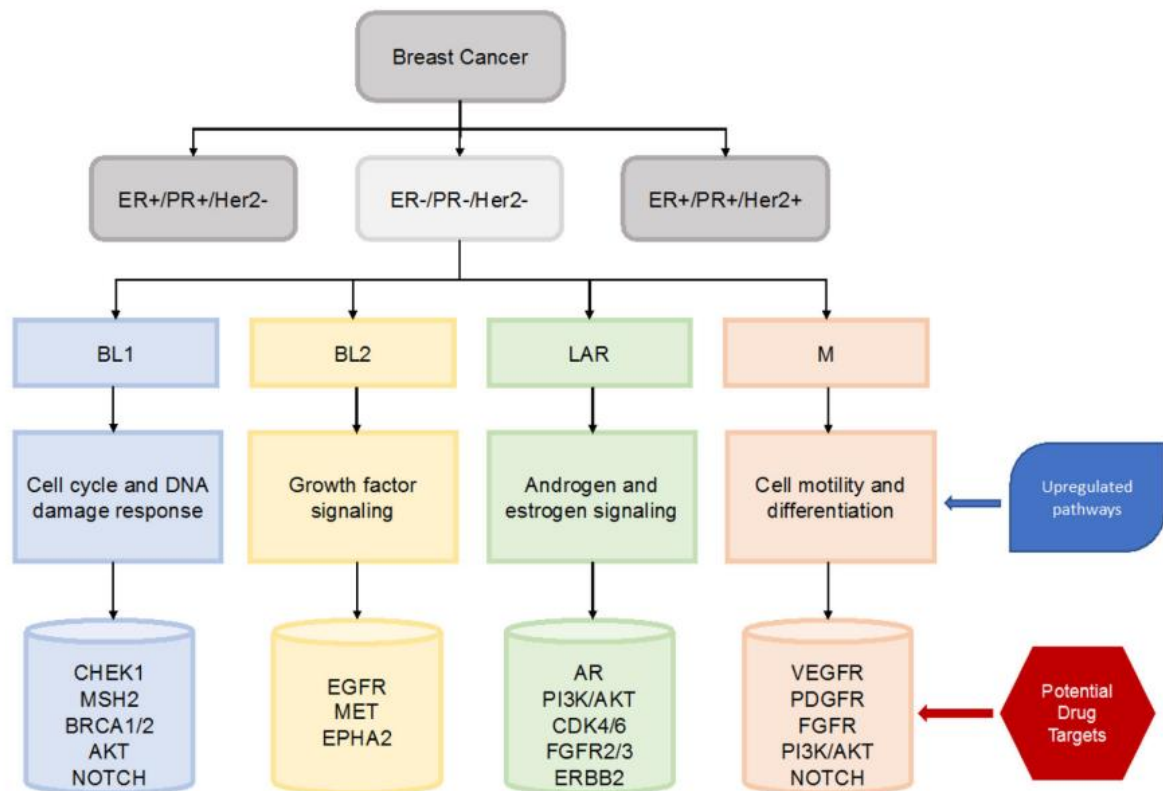 Breast Cancer
ER+/PR+/Her2-
ER-/PR-/Her2-
ER+/PR+/Her2+
BL1
BL2
LAR
M
Cell cycle and DNA
damage response
Growth factor
signaling
Androgen and
estrogen signaling
Cell motility and
differentiation
Upregulated
pathways
CHEK1
MSH2
BRCA1/2
AKT
NOTCH
EGFR
MET
EPHA2
AR
PI3K/AKT
CDK4/6
FGFR2/3
ERBB2
VEGFR
PDGFR
FGFR
PI3K/AKT
NOTCH
Potential
Drug
Targets